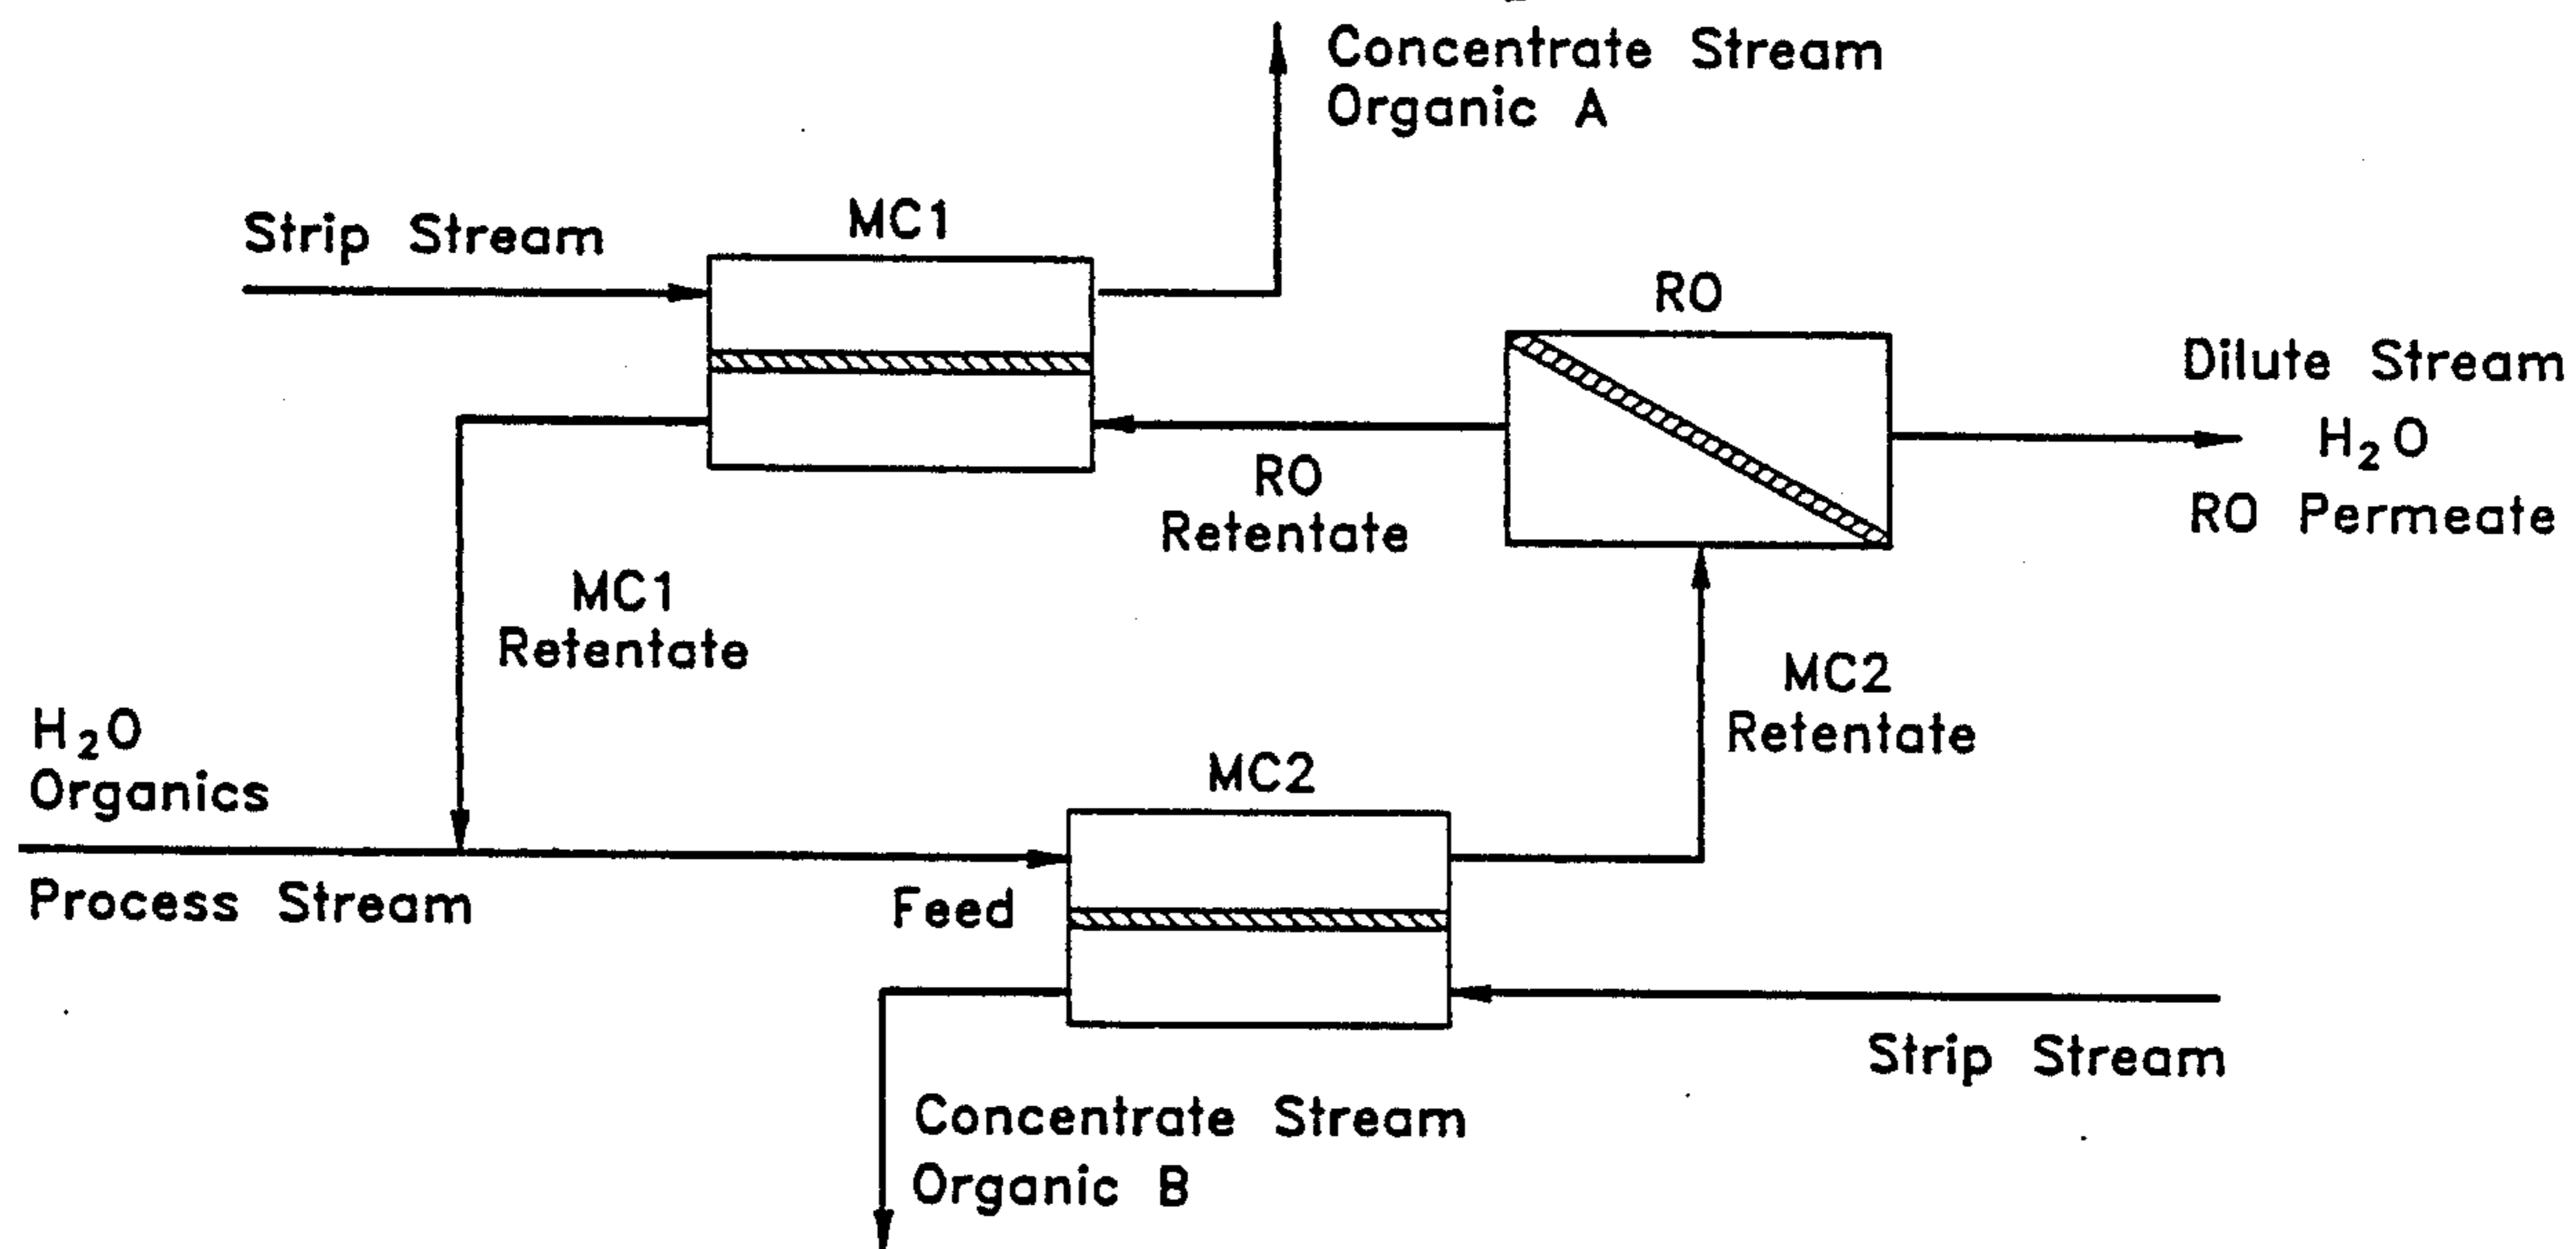 Concentrate Stream
Organic A
MC1
Strip Stream
RO
Dilute Stream
H₂O
RO Permeate
RO
Retentate
MC1
Retentate
MC2
Retentate
H₂O
Organics
MC2
Process Stream
Feed
Strip Stream
Concentrate Stream
Organic B